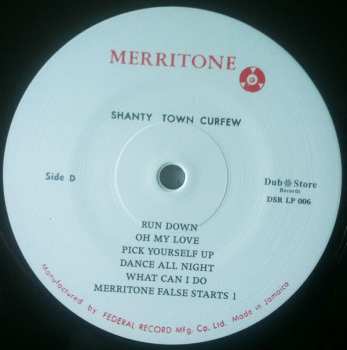 MERRITONE
SHANTY TOWN CURFEW
Side D
Dub Store
Records
DSR LP 006
RUN DOWN
OH MY LOVE
PICK YOURSELF UP
DANCE ALL NIGHT
WHAT CAN I DO
MERRITONE FALSE STARTS 1
Manufactured by FEDERAL RECORD Mfg. Co. Ltd. Made in Jamaica